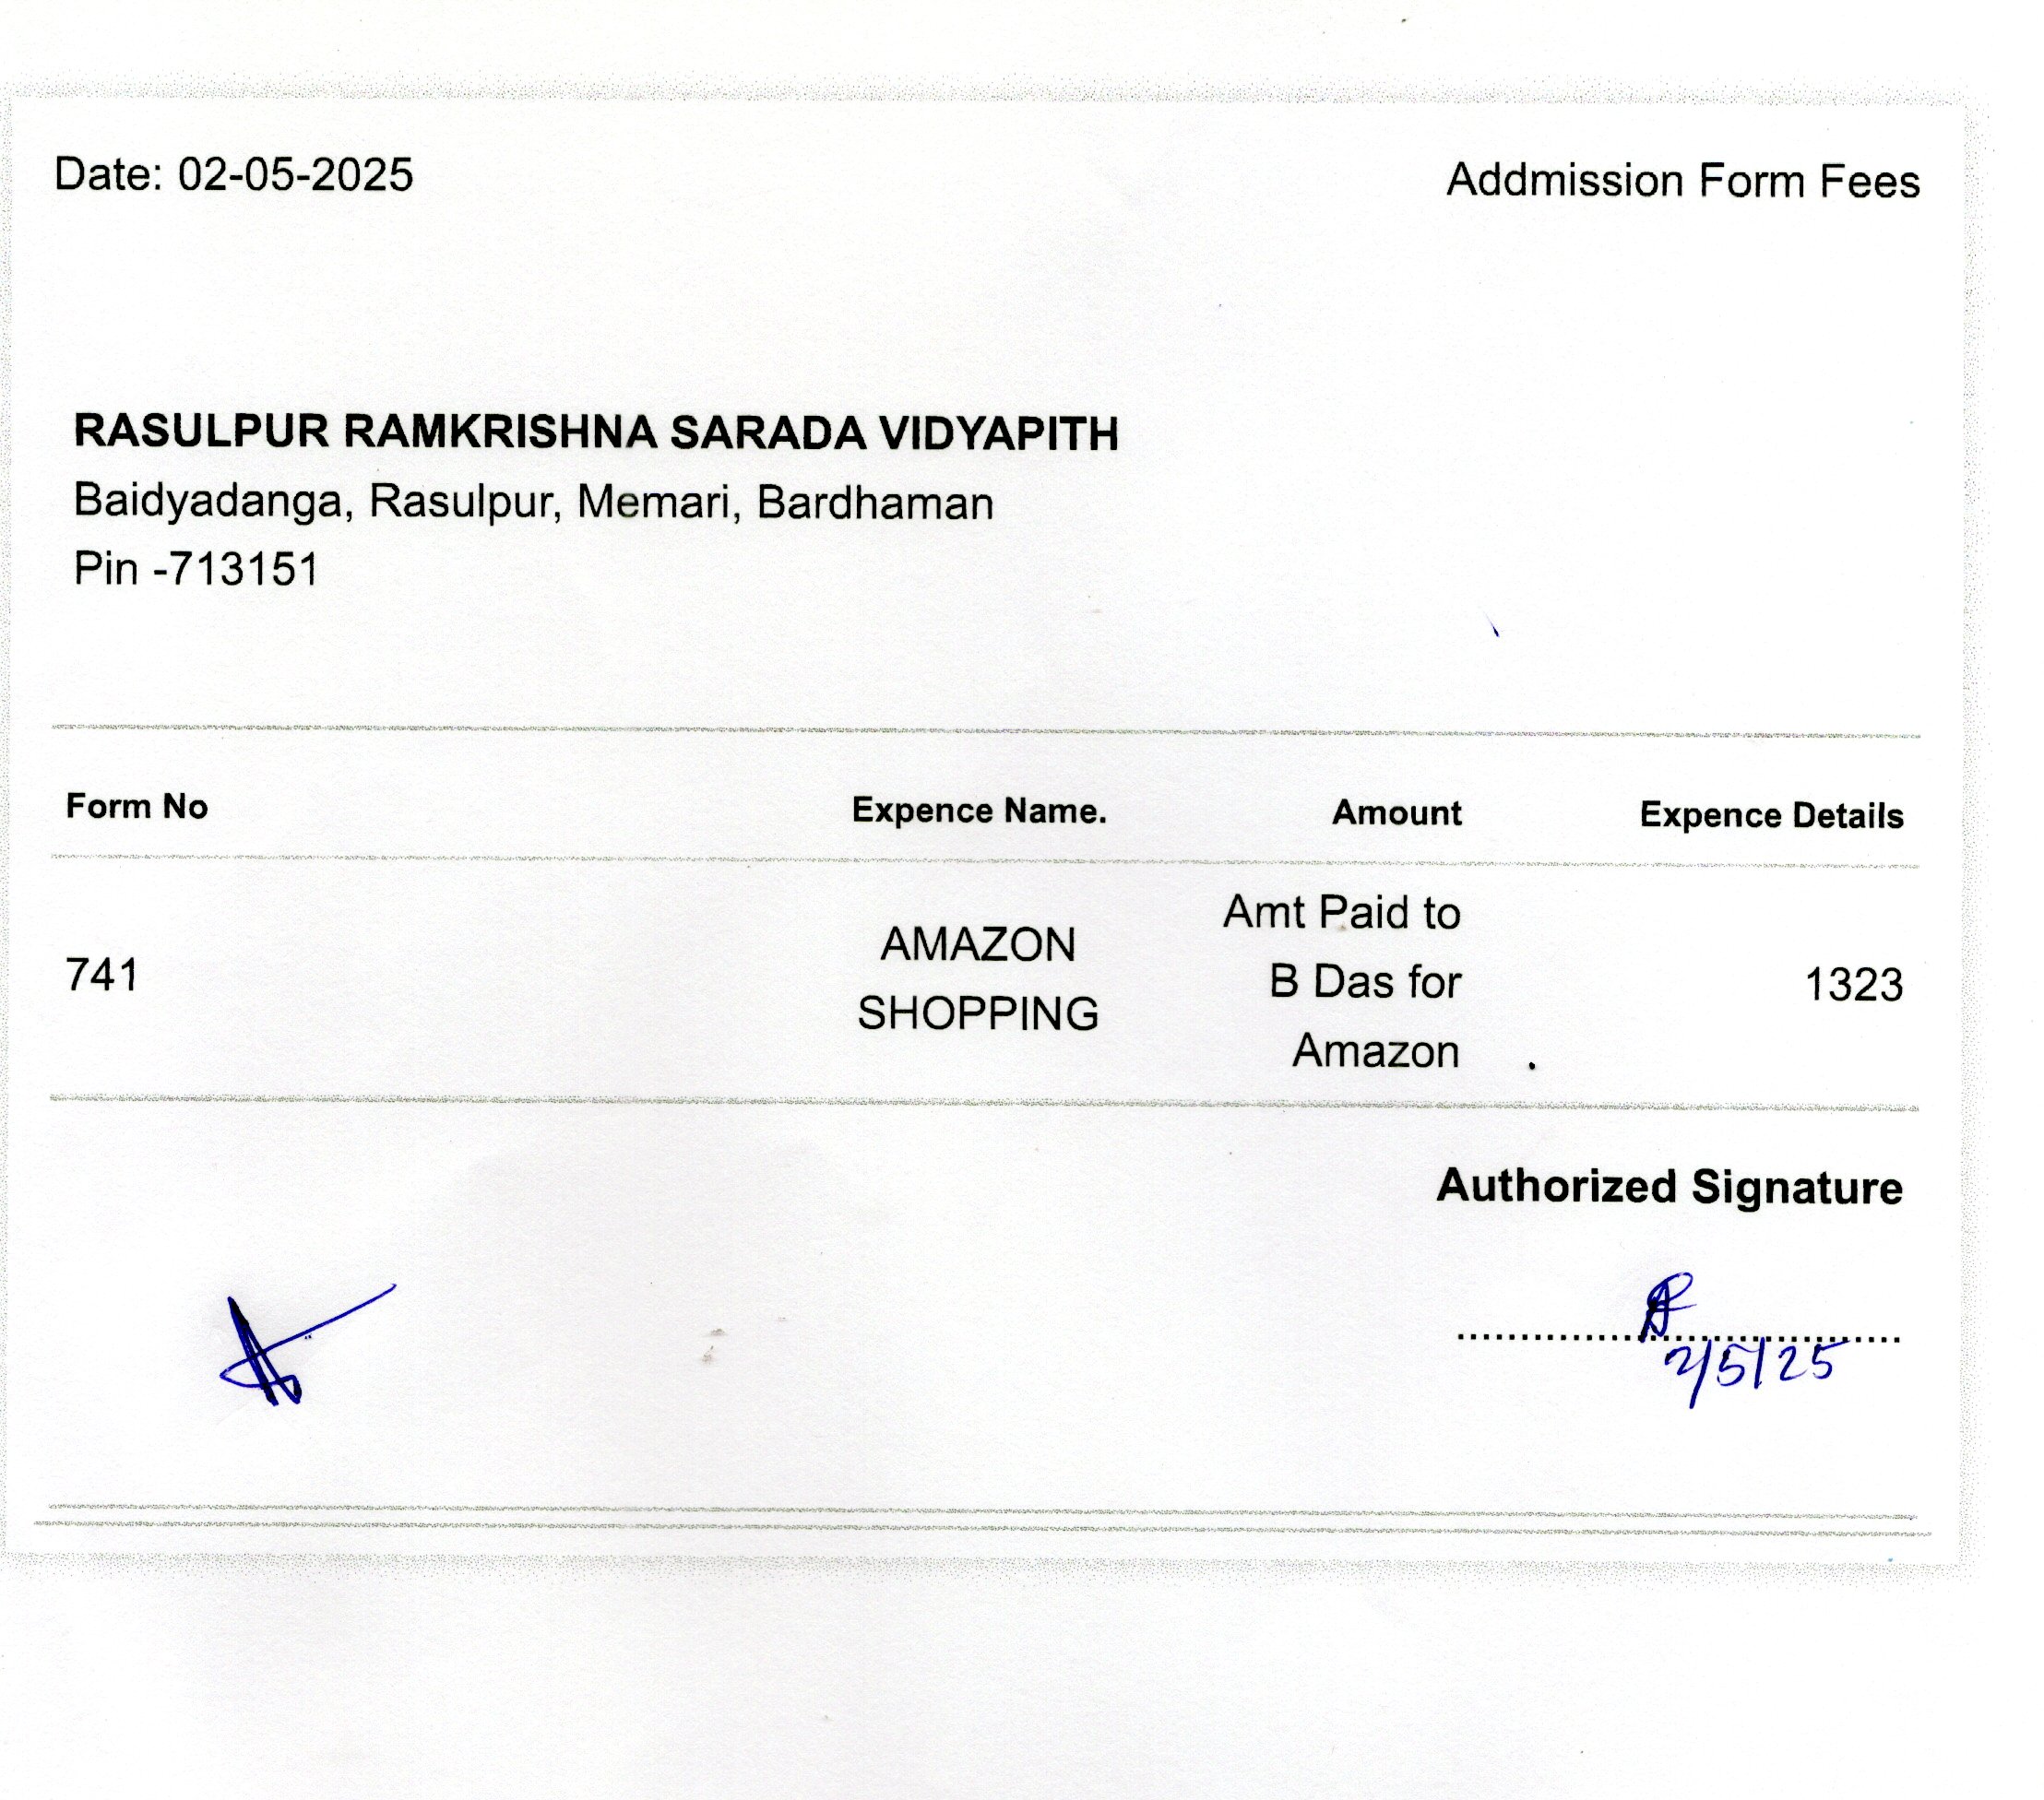 Date: 02-05-2025
Addmission Form Fees
RASULPUR RAMKRISHNA SARADA VIDYAPITH
Baidyadanga, Rasulpur, Memari, Bardhaman
Pin -713151
Form No Expence Name. Amount Expence Details
741 AMAZON SHOPPING Amt Paid to B Das for Amazon 1323
Authorized Signature
2/5/25